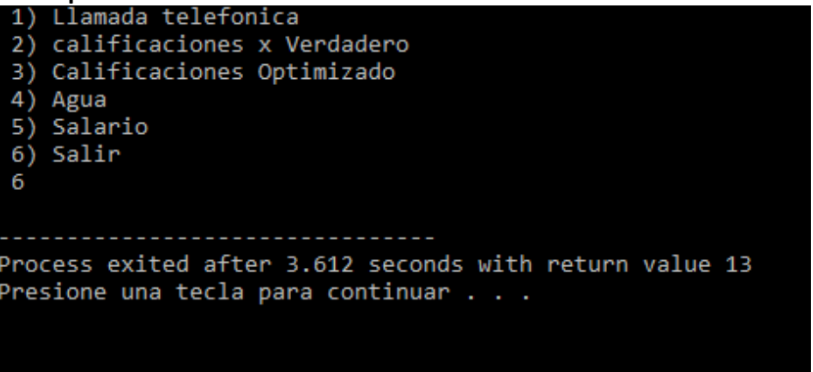 1) Llamada telefonica
2) calificaciones x Verdadero
3) Calificaciones Optimizado
4) Agua
5) Salario
6) Salir
6
--------------------------------
Process exited after 3.612 seconds with return value 13
Presione una tecla para continuar . . .